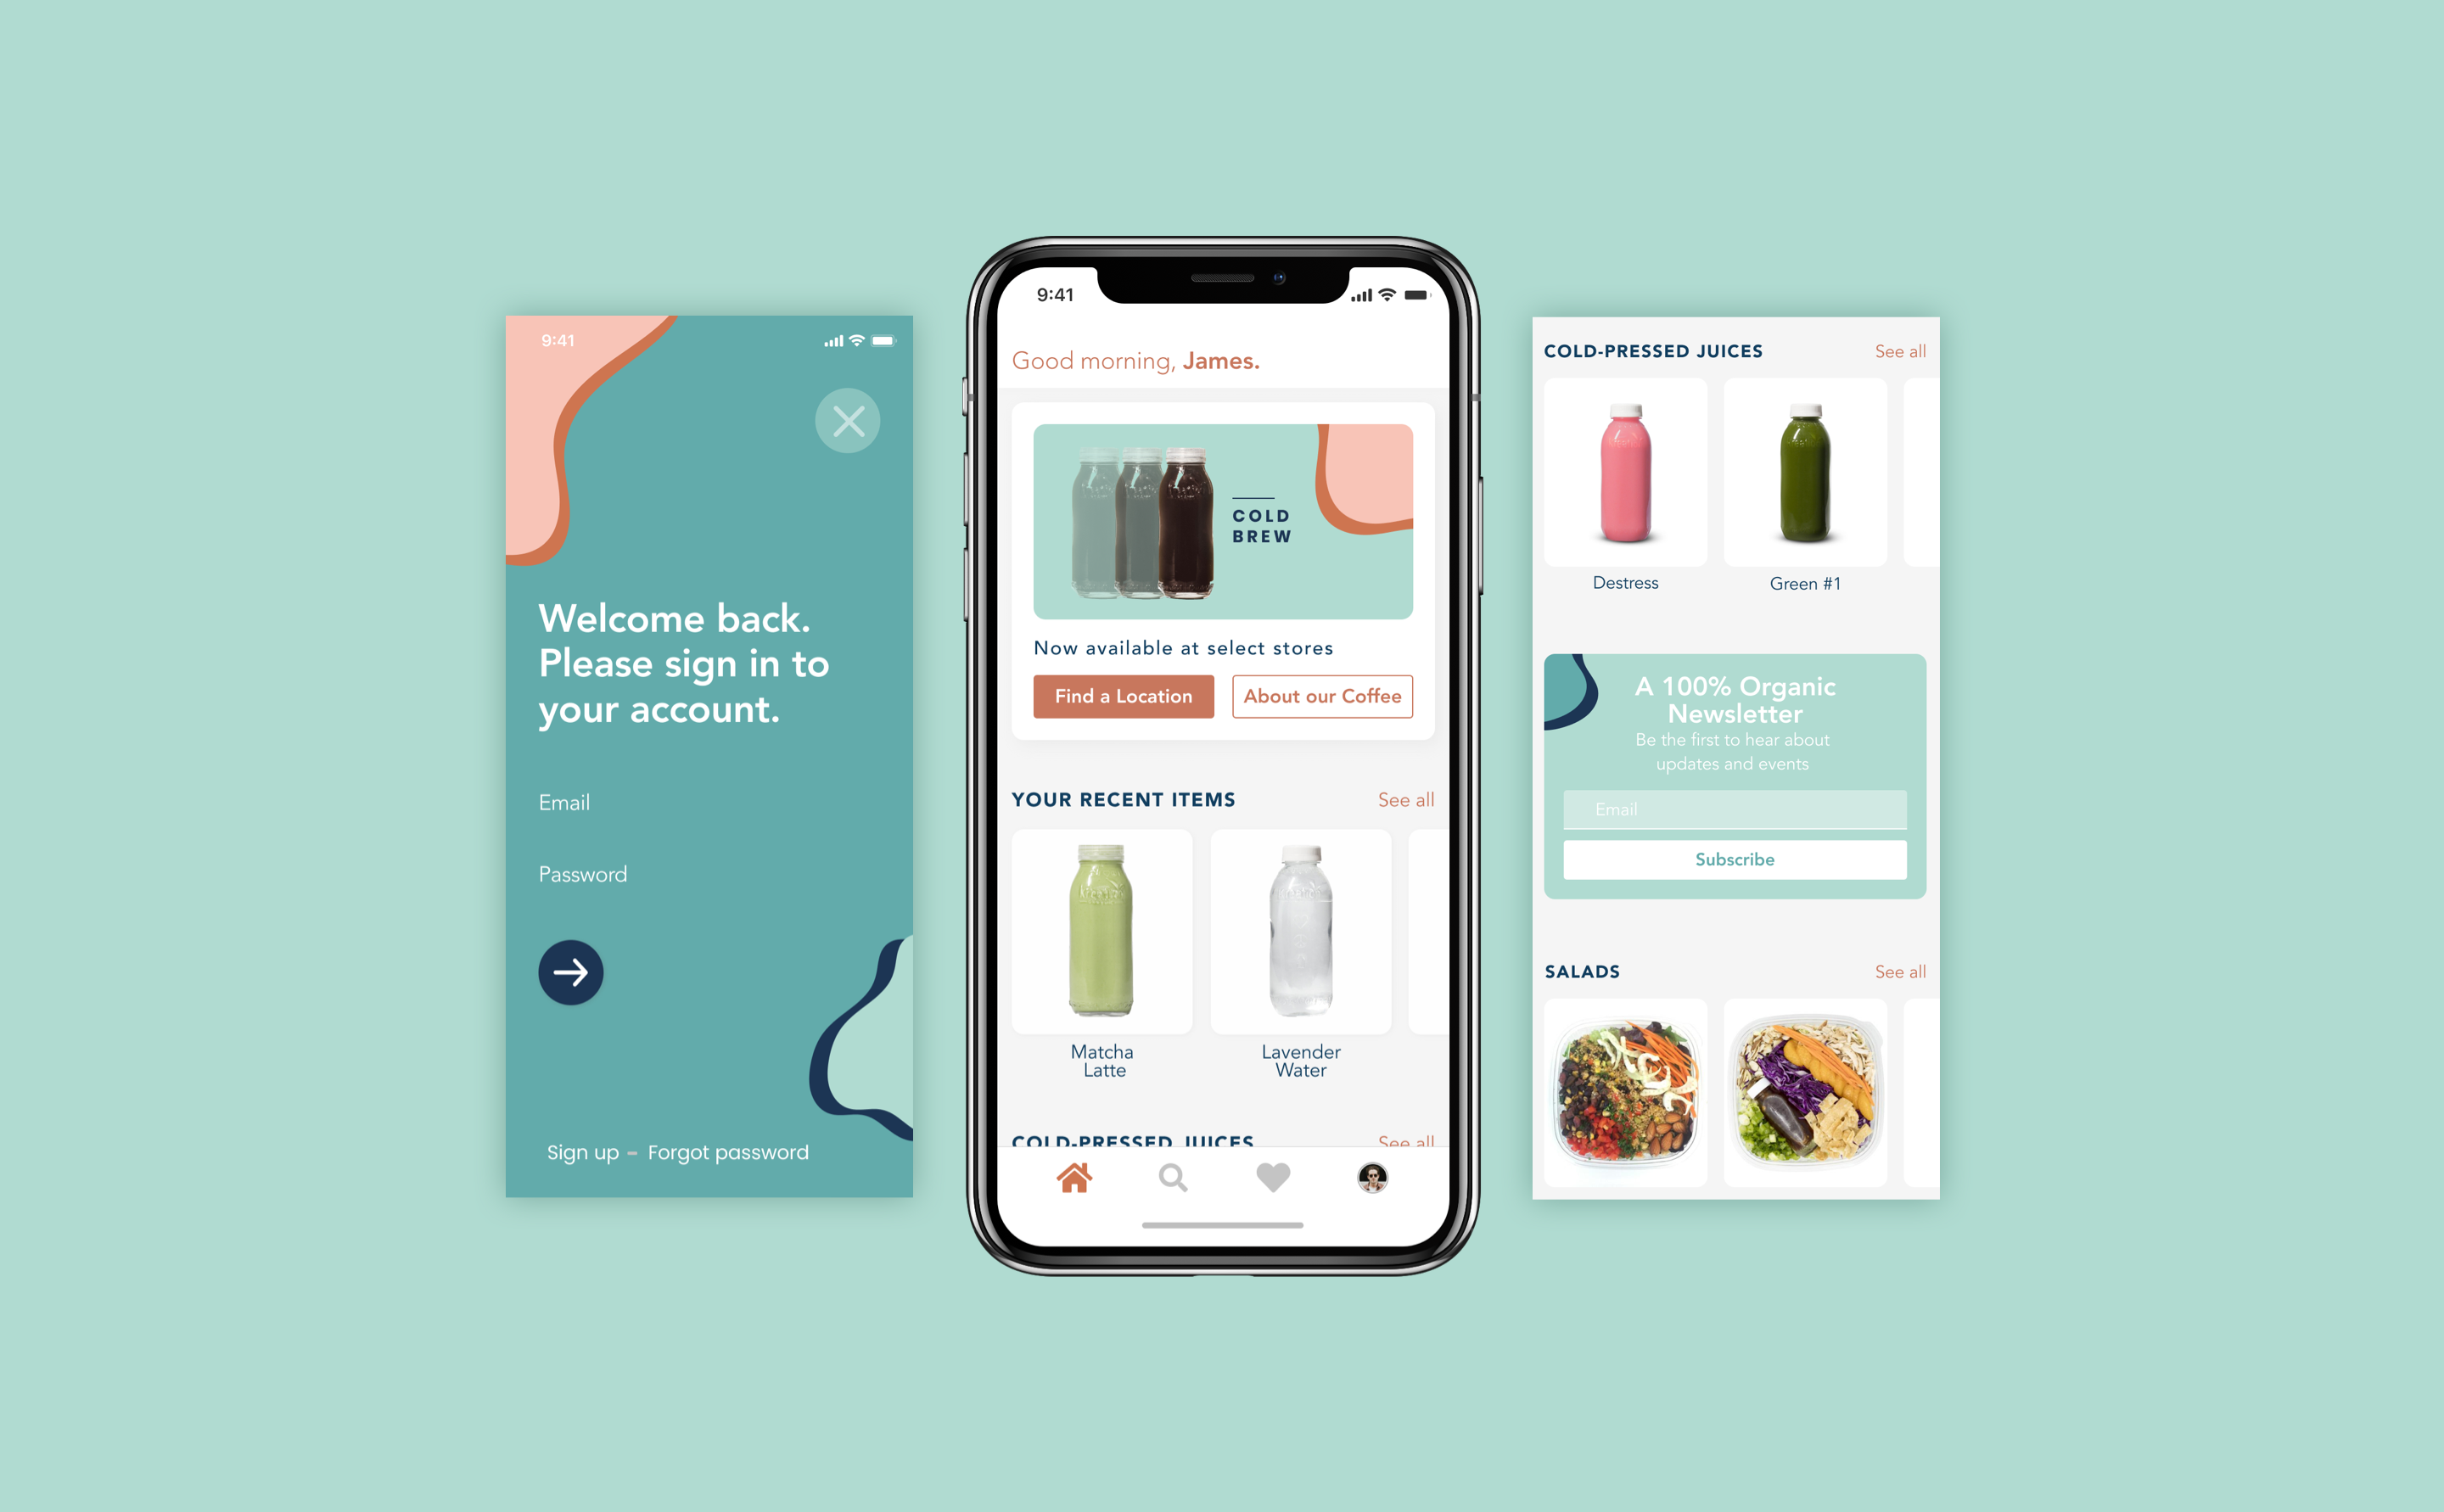 9:41
Welcome back.
Please sign in to
your account.
Email
Password
Sign up - Forgot password
9:41
Good morning, James.
COLD
BREW
Now available at select stores
Find a Location
About our Coffee
YOUR RECENT ITEMS
See all
Matcha
Latte
Lavender
Water
COLD-PRESSED JUICES
See all
COLD-PRESSED JUICES
See all
Destress
Green #1
A 100% Organic
Newsletter
Be the first to hear about
updates and events
Email
Subscribe
SALADS
See all